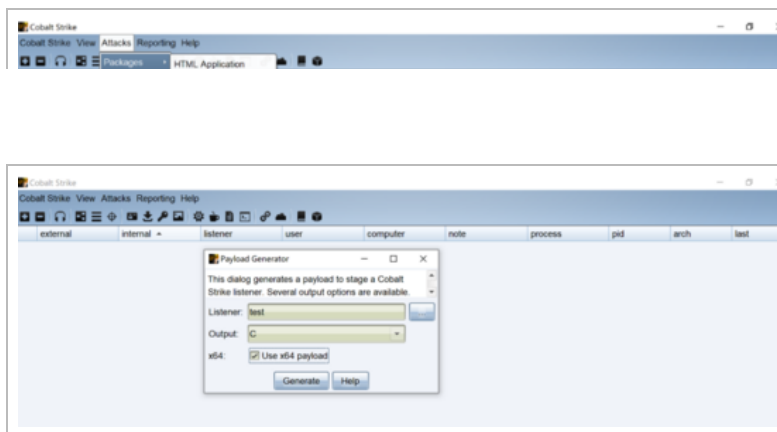 Cobalt Strike
Cobalt Strike View Attacks Reporting Help
Packages HTML Application
Cobalt Strike
Cobalt Strike View Attacks Reporting Help
external internal listener user computer note process pid arch last
Payload Generator
This dialog generates a payload to stage a Cobalt
Strike listener. Several output options are available.
Listener: test
...
Output: C
x64: Use x64 payload
Generate Help